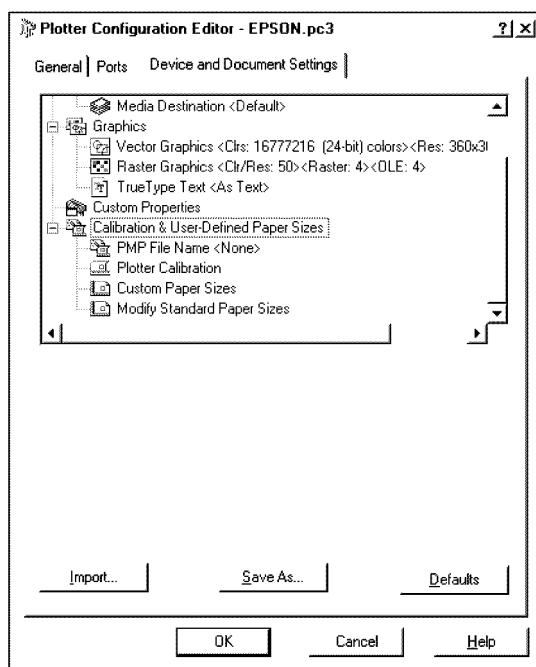 Plotter Configuration Editor - EPSON.pc3
General Ports Device and Document Settings
Media Destination <Default>
Graphics
Vector Graphics <Clrs: 16777216 (24-bit) colors><Res: 360x3
Raster Graphics <Clr/Res: 50><Raster: 4><OLE: 4>
TrueType Text <As Text>
Custom Properties
Calibration & User-Defined Paper Sizes
PMP File Name <None>
Plotter Calibration
Custom Paper Sizes
Modify Standard Paper Sizes
Import... Save As... Defaults
OK Cancel Help